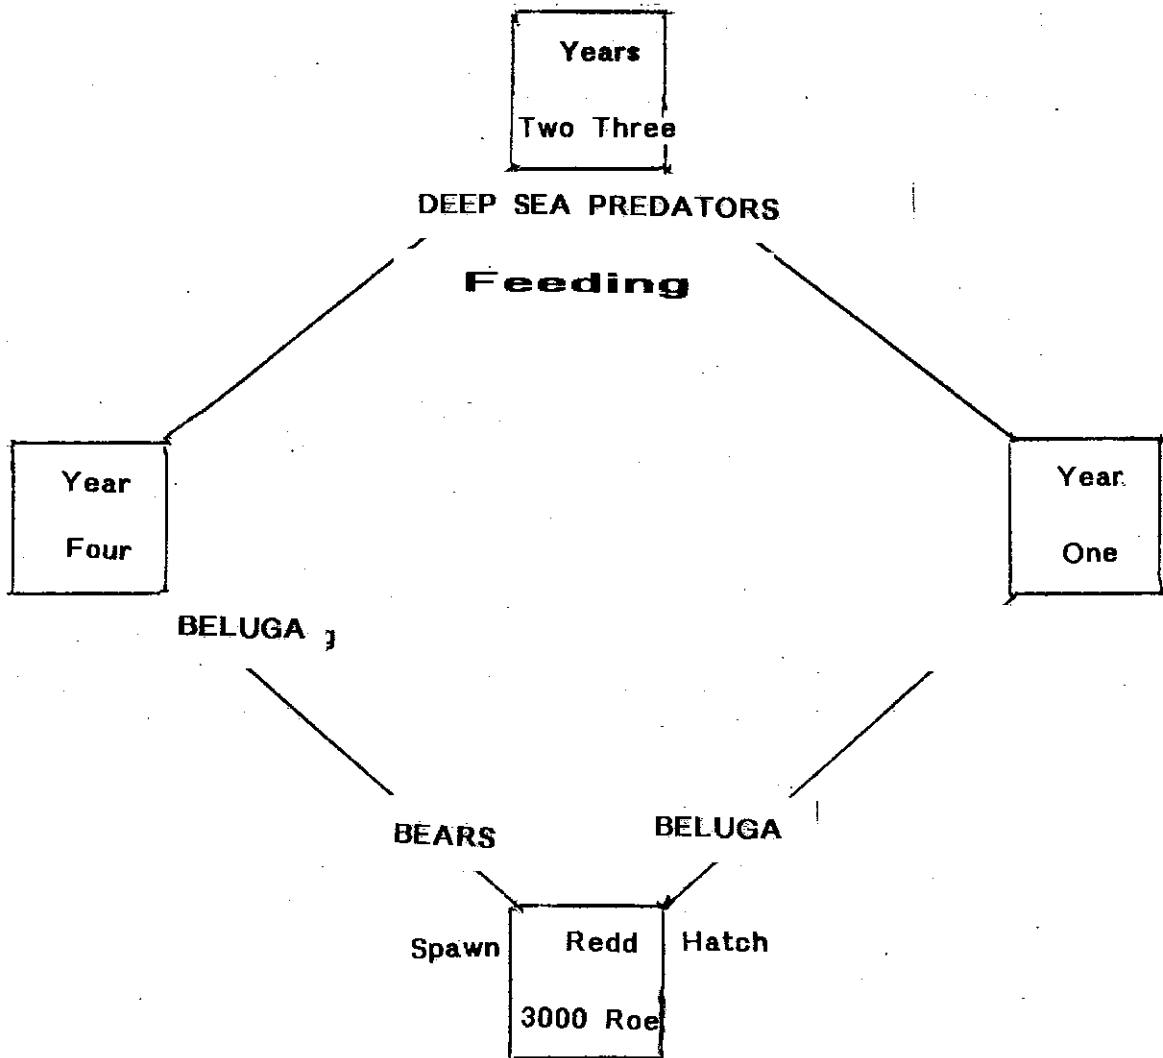 Years
Two Three
DEEP SEA PREDATORS
Feeding
Year
Four
Year
One
BELUGA g
BEARS
BELUGA
Spawn
Redd
Hatch
3000 Roe